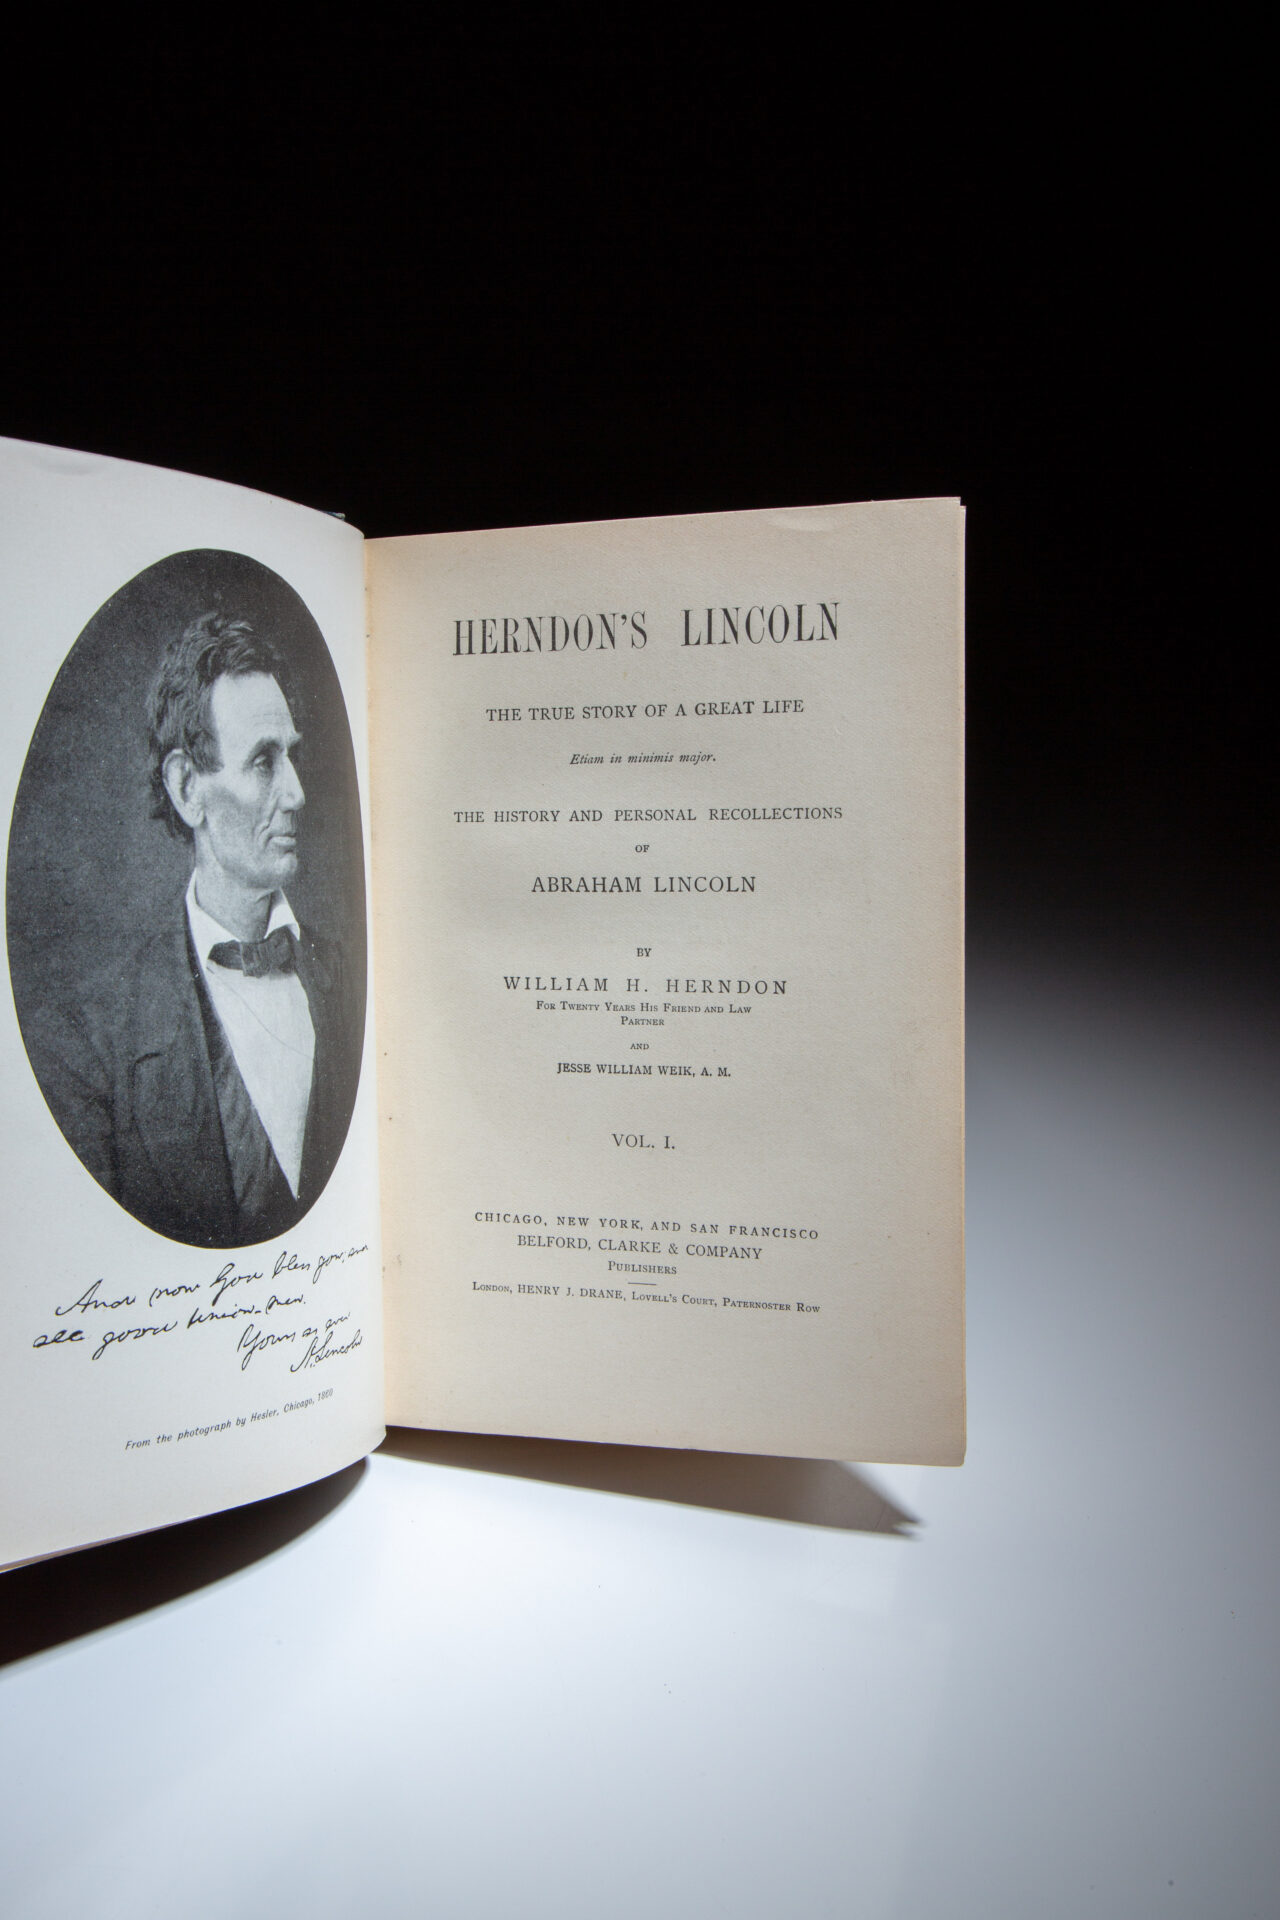 And now God bless you, and
all good Union-men.
Yours as ever
A. Lincoln
From the photograph by Hesler, Chicago, 1860
HERNDON'S LINCOLN
THE TRUE STORY OF A GREAT LIFE
Etiam in minimis major.
THE HISTORY AND PERSONAL RECOLLECTIONS
OF
ABRAHAM LINCOLN
BY
WILLIAM H. HERNDON
For Twenty Years His Friend and Law
Partner
AND
JESSE WILLIAM WEIK, A. M.
VOL. I.
CHICAGO, NEW YORK, AND SAN FRANCISCO
BELFORD, CLARKE & COMPANY
Publishers
London, HENRY J. DRANE, Lovell's Court, Paternoster Row